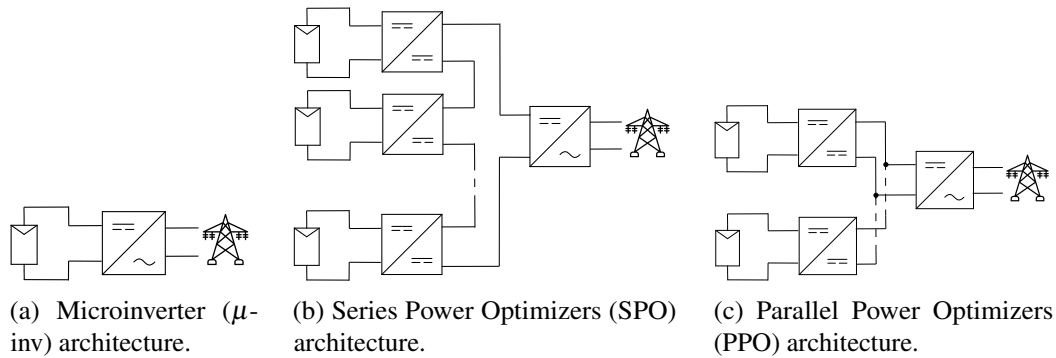 (a) Microinverter (μ-
inv) architecture.
(b) Series Power Optimizers (SPO)
architecture.
(c) Parallel Power Optimizers
(PPO) architecture.